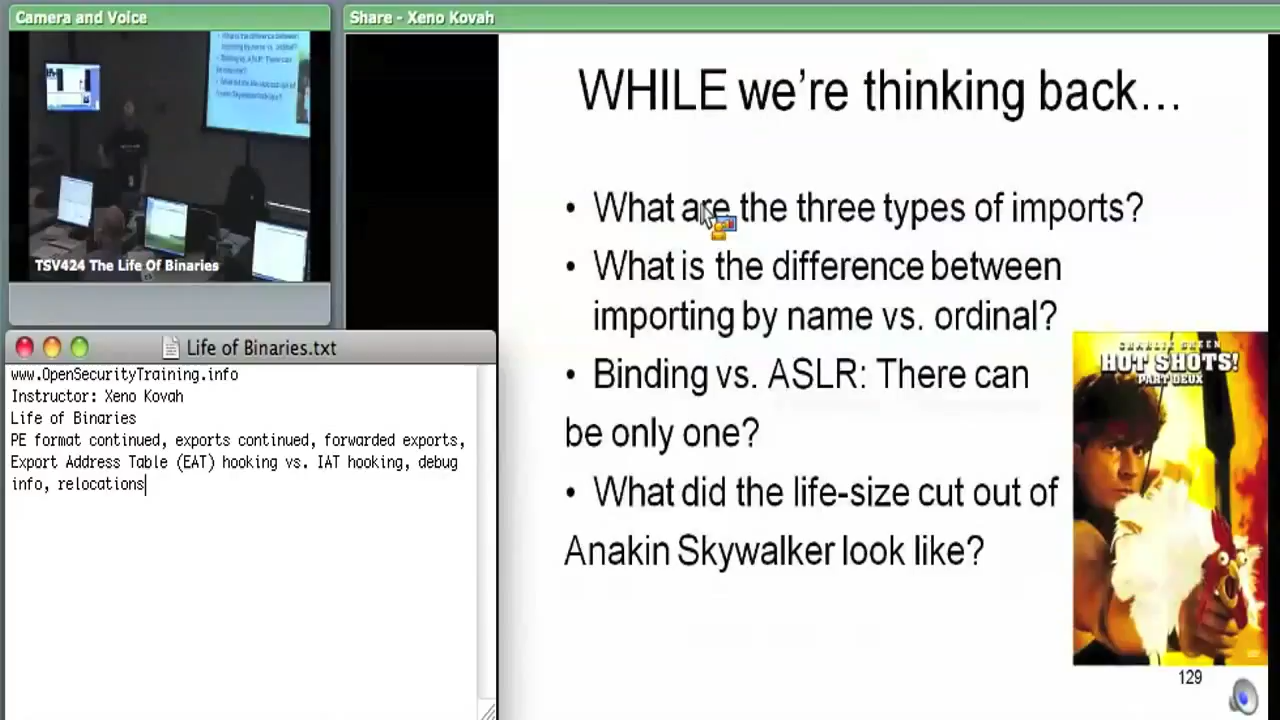 Camera and Voice
TSV424 The Life Of Binaries
Life of Binaries.txt
www.OpenSecurityTraining.info
Instructor: Xeno Kovah
Life of Binaries
PE format continued, exports continued, forwarded exports,
Export Address Table (EAT) hooking vs. IAT hooking, debug
info, relocations
Share - Xeno Kovah
WHILE we're thinking back…
• What are the three types of imports?
• What is the difference between
importing by name vs. ordinal?
• Binding vs. ASLR: There can
be only one?
• What did the life-size cut out of
Anakin Skywalker look like?
CHARLIE SHEEN
HOT SHOTS!
PART DEUX
129